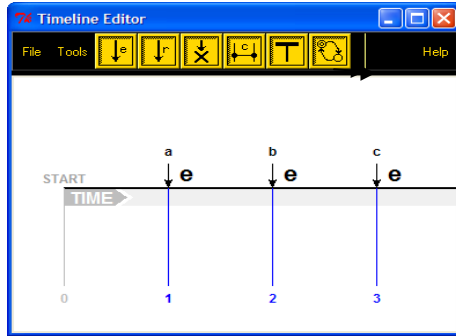 Timeline Editor
File Tools e r c T Help
a b c
e e e
START
TIME
0 1 2 3